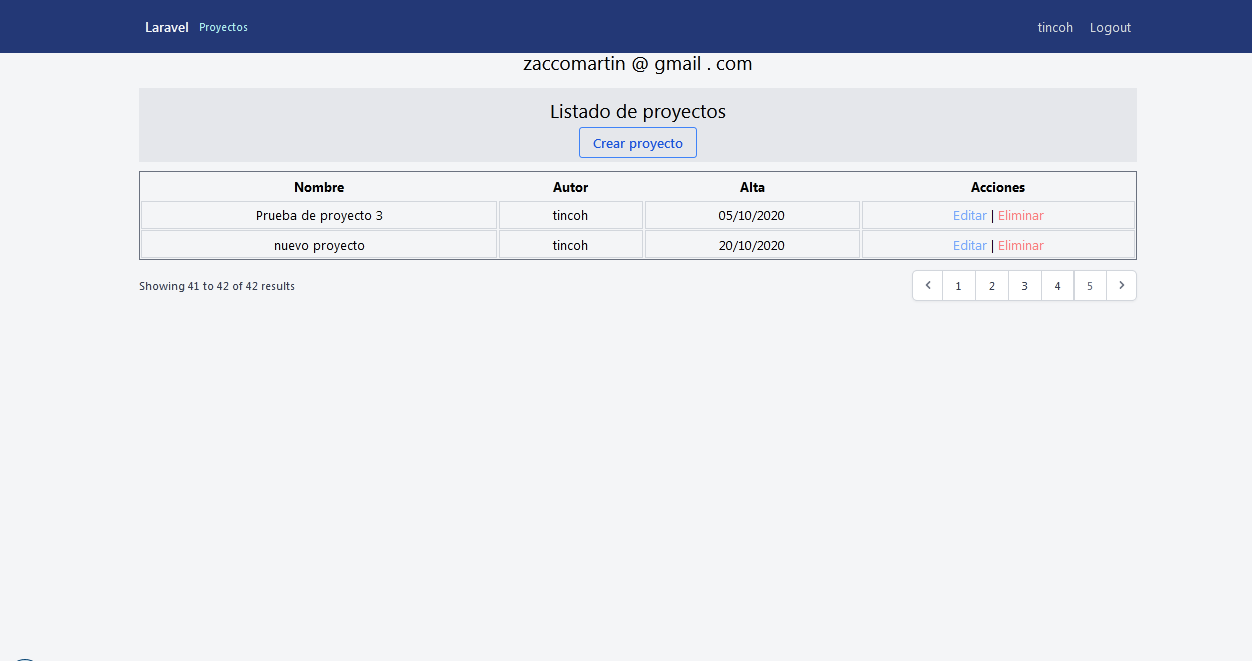 Laravel Proyectos tincoh Logout
zaccomartin @ gmail . com
Listado de proyectos
Crear proyecto
Nombre Autor Alta Acciones
Prueba de proyecto 3 tincoh 05/10/2020 Editar | Eliminar
nuevo proyecto tincoh 20/10/2020 Editar | Eliminar
Showing 41 to 42 of 42 results 1 2 3 4 5